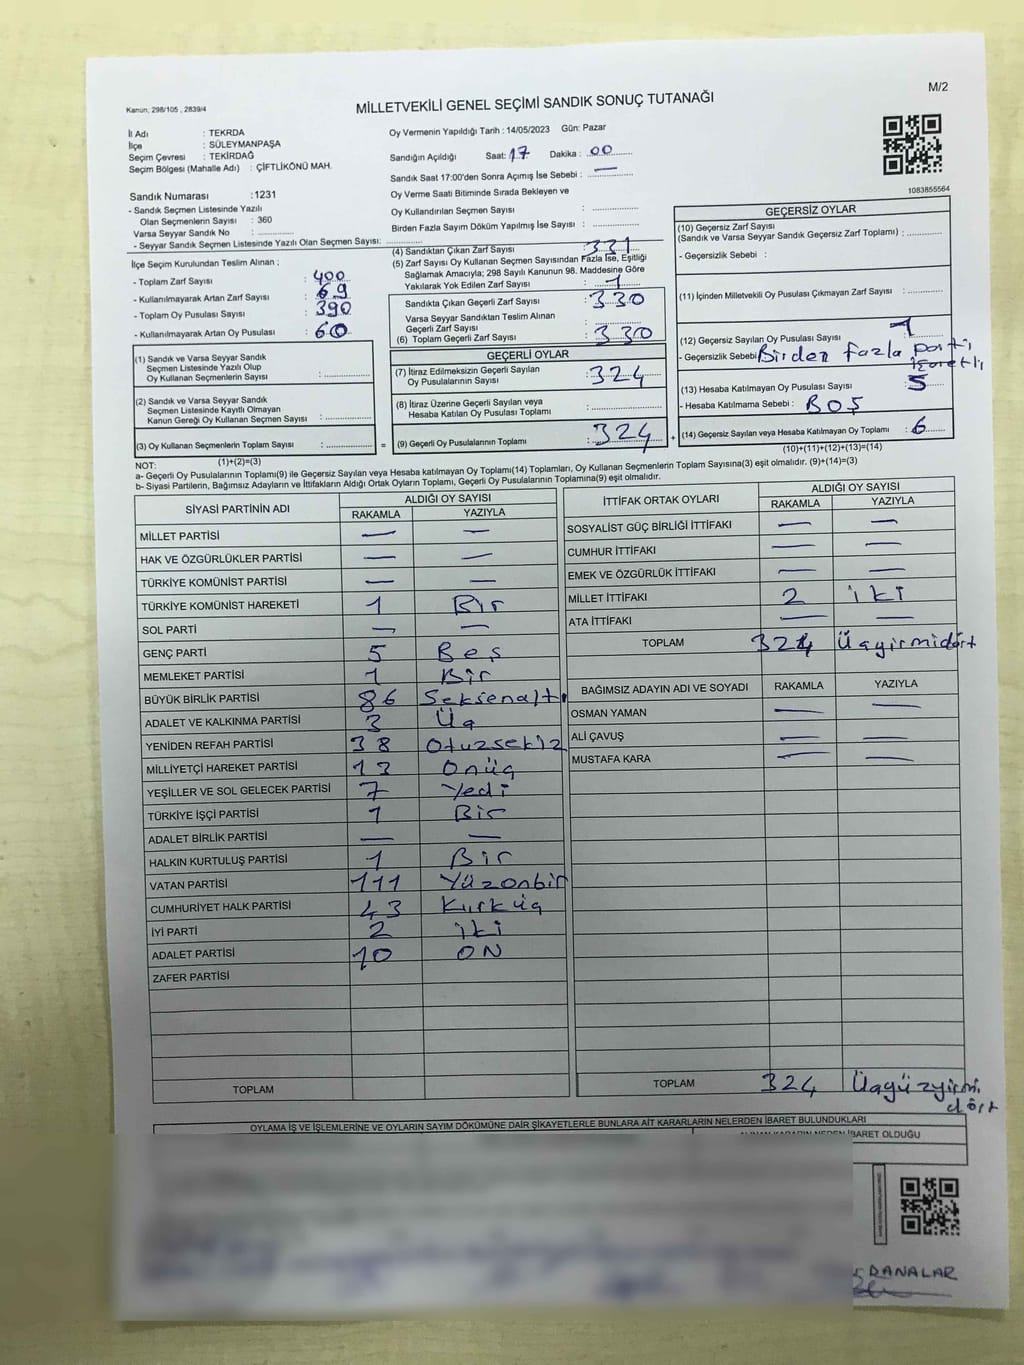 M/2
Kanun, 298/105 , 2839/4
MİLLETVEKİLİ GENEL SEÇİMİ SANDIK SONUÇ TUTANAĞI
İl Adı : TEKRDA
İlçe : SÜLEYMANPAŞA
Seçim Çevresi : TEKİRDAĞ
Seçim Bölgesi (Mahalle Adı) : ÇİFTLİKÖNÜ MAH.
Sandık Numarası :1231
- Sandık Seçmen Listesinde Yazılı
Olan Seçmenlerin Sayısı : 360
Varsa Seyyar Sandık No :
- Seyyar Sandık Seçmen Listesinde Yazılı Olan Seçmen Sayısı:
Oy Vermenin Yapıldığı Tarih : 14/05/2023 Gün: Pazar
Sandığın Açıldığı Saat: 17 Dakika : 00
Sandık Saat 17:00'den Sonra Açımış İse Sebebi : —
Oy Verme Saati Bitiminde Sırada Bekleyen ve
Oy Kullandırılan Seçmen Sayısı :
Birden Fazla Sayım Dökümü Yapılmış İse Sayısı :
1083855564
İlçe Seçim Kurulundan Teslim Alınan ;
- Toplam Zarf Sayısı : 400
- Kullanılmayarak Artan Zarf Sayısı : 69
- Toplam Oy Pusulası Sayısı : 390
- Kullanılmayarak Artan Oy Pusulası : 60
(1) Sandık ve Varsa Seyyar Sandık
Seçmen Listesinde Yazılı Olup
Oy Kullanan Seçmenlerin Sayısı :
(2) Sandık ve Varsa Seyyar Sandık
Seçmen Listesinde Kayıtlı Olmayan
Kanun Gereği Oy Kullanan Seçmen Sayısı :
(3) Oy Kullanan Seçmenlerin Toplam Sayısı :
(1)+(2)=(3)
(4) Sandıktan Çıkan Zarf Sayısı : 331
(5) Zarf Sayısı Oy Kullanan Seçmen Sayısından Fazla İse, Eşitliği
Sağlamak Amacıyla; 298 Sayılı Kanunun 98. Maddesine Göre
Yakılarak Yok Edilen Zarf Sayısı : 1
Sandıkta Çıkan Geçerli Zarf Sayısı : 330
Varsa Seyyar Sandıktan Teslim Alınan
Geçerli Zarf Sayısı :
(6) Toplam Geçerli Zarf Sayısı : 330
GEÇERLİ OYLAR
(7) İtiraz Edilmeksizin Geçerli Sayılan
Oy Pusulalarının Sayısı : 324
(8) İtiraz Üzerine Geçerli Sayılan veya
Hesaba Katılan Oy Pusulası Toplamı :
= (9) Geçerli Oy Pusulalarının Toplamı : 324 +
GEÇERSİZ OYLAR
(10) Geçersiz Zarf Sayısı
(Sandık ve Varsa Seyyar Sandık Geçersiz Zarf Toplamı) :
- Geçersizlik Sebebi :
(11) İçinden Milletvekili Oy Pusulası Çıkmayan Zarf Sayısı :
(12) Geçersiz Sayılan Oy Pusulası Sayısı : 1
- Geçersizlik Sebebi Birden fazla parti
işaretli
(13) Hesaba Katılmayan Oy Pusulası Sayısı : 5
- Hesaba Katılmama Sebebi : BOŞ
(14) Geçersiz Sayılan veya Hesaba Katılmayan Oy Toplamı : 6
(10)+(11)+(12)+(13)=(14)
NOT:
a- Geçerli Oy Pusulalarının Toplamı(9) ile Geçersiz Sayılan veya Hesaba katılmayan Oy Toplamı(14) Toplamları, Oy Kullanan Seçmenlerin Toplam Sayısına(3) eşit olmalıdır. (9)+(14)=(3)
b- Siyasi Partilerin, Bağımsız Adayların ve İttifakların Aldığı Ortak Oyların Toplamı, Geçerli Oy Pusulalarının Toplamına(9) eşit olmalıdır.
SİYASİ PARTİNİN ADI ALDIĞI OY SAYISI
RAKAMLA YAZIYLA
MİLLET PARTİSİ — —
HAK VE ÖZGÜRLÜKLER PARTİSİ — —
TÜRKİYE KOMÜNİST PARTİSİ — —
TÜRKİYE KOMÜNİST HAREKETİ 1 Bir
SOL PARTİ — —
GENÇ PARTİ 5 Beş
MEMLEKET PARTİSİ 1 Bir
BÜYÜK BİRLİK PARTİSİ 86 Seksenaltı
ADALET VE KALKINMA PARTİSİ 3 Üç
YENİDEN REFAH PARTİSİ 38 Otuzsekiz
MİLLİYETÇİ HAREKET PARTİSİ 13 Onüç
YEŞİLLER VE SOL GELECEK PARTİSİ 7 Yedi
TÜRKİYE İŞÇİ PARTİSİ 1 Bir
ADALET BİRLİK PARTİSİ — —
HALKIN KURTULUŞ PARTİSİ 1 Bir
VATAN PARTİSİ 111 Yüzonbir
CUMHURİYET HALK PARTİSİ 43 Kırküç
İYİ PARTİ 2 iki
ADALET PARTİSİ 10 ON
ZAFER PARTİSİ
TOPLAM
İTTİFAK ORTAK OYLARI ALDIĞI OY SAYISI
RAKAMLA YAZIYLA
SOSYALİST GÜÇ BİRLİĞİ İTTİFAKI — —
CUMHUR İTTİFAKI — —
EMEK VE ÖZGÜRLÜK İTTİFAKI — —
MİLLET İTTİFAKI 2 iki
ATA İTTİFAKI — —
TOPLAM 324 Üçyirmidört
BAĞIMSIZ ADAYIN ADI VE SOYADI RAKAMLA YAZIYLA
OSMAN YAMAN — —
ALİ ÇAVUŞ — —
MUSTAFA KARA — —
TOPLAM 324 Üçyüzyirmi
dört
OYLAMA İŞ VE İŞLEMLERİNE VE OYLARIN SAYIM DÖKÜMÜNE DAİR ŞİKAYETLERLE BUNLARA AİT KARARLARIN NELERDEN İBARET BULUNDUKLARI
ALINAN KARARIN NEDEN İBARET OLDUĞU
DANALAR